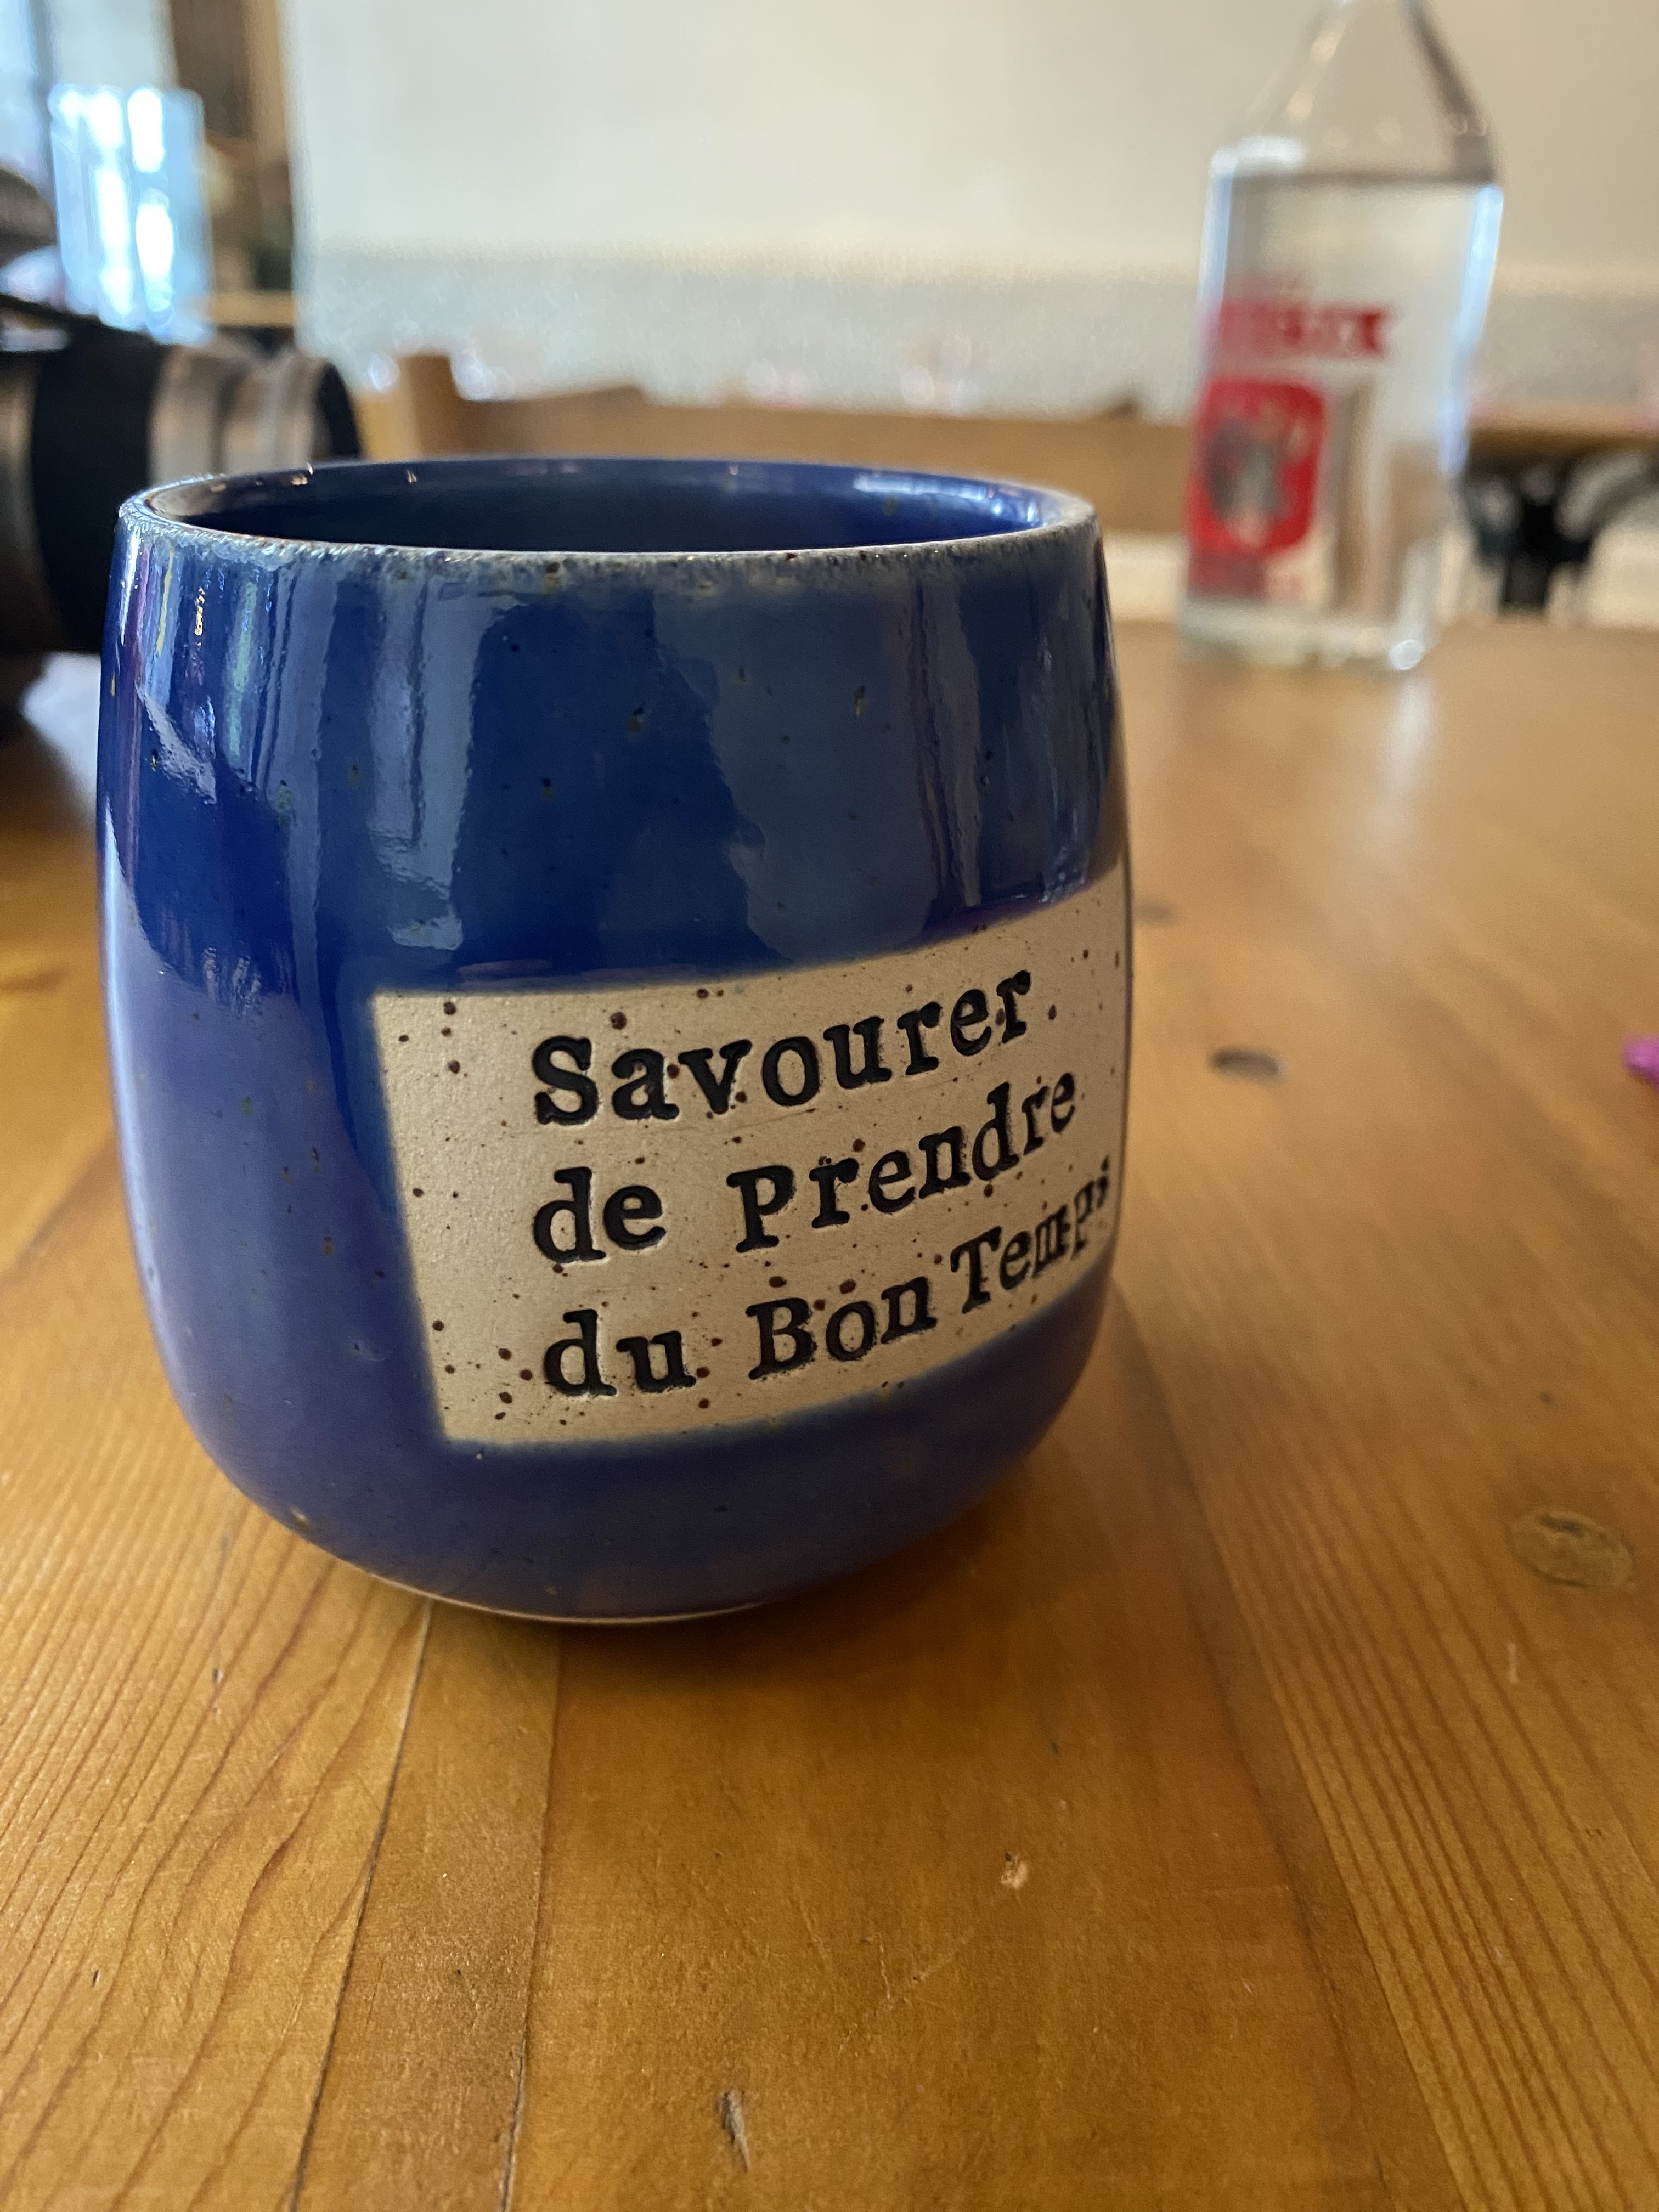 Savourer
de Prendre
du Bon Temps